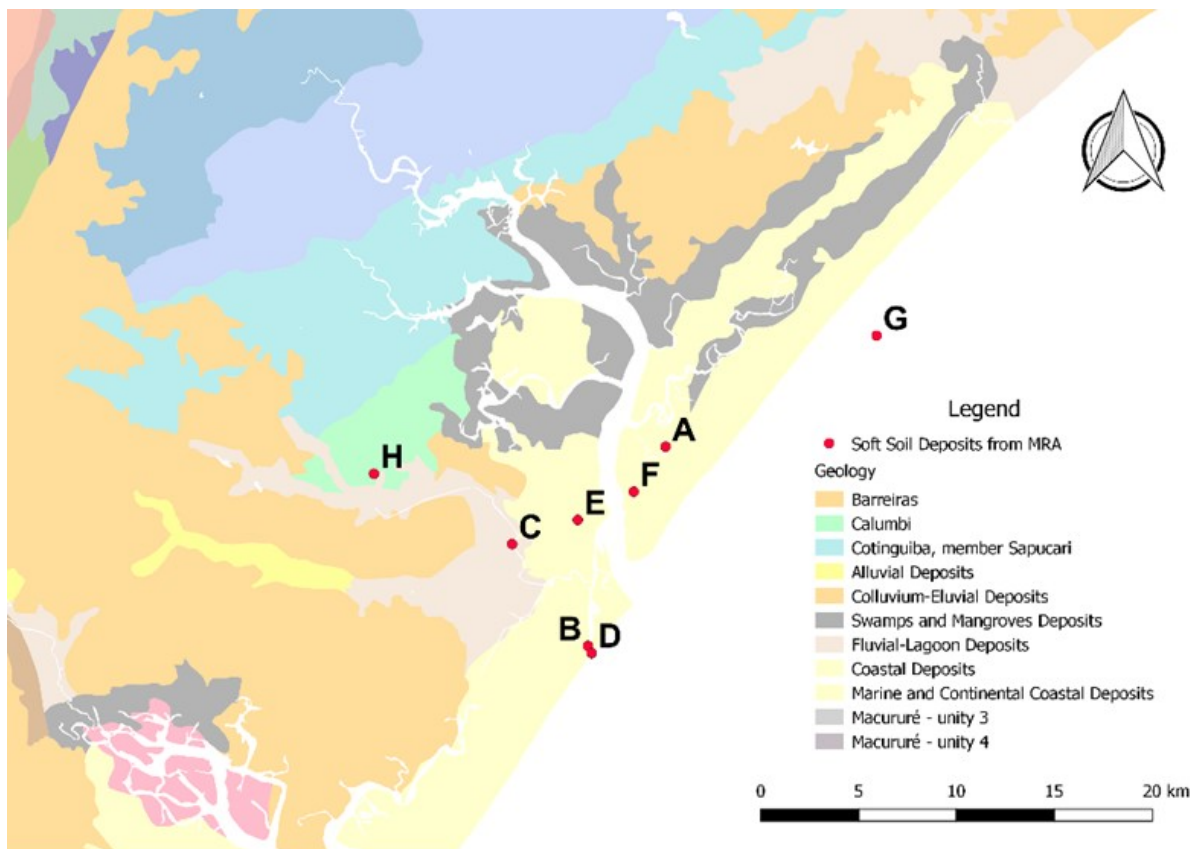 G
Legend
A
Soft Soil Deposits from MRA
H
Geology
F
Barreiras
E
Calumbi
C
Cotinguiba, member Sapucari
Alluvial Deposits
Colluvium-Eluvial Deposits
Swamps and Mangroves Deposits
B D
Fluvial-Lagoon Deposits
Coastal Deposits
Marine and Continental Coastal Deposits
Macururé - unity 3
Macururé - unity 4
0 5 10 15 20 km